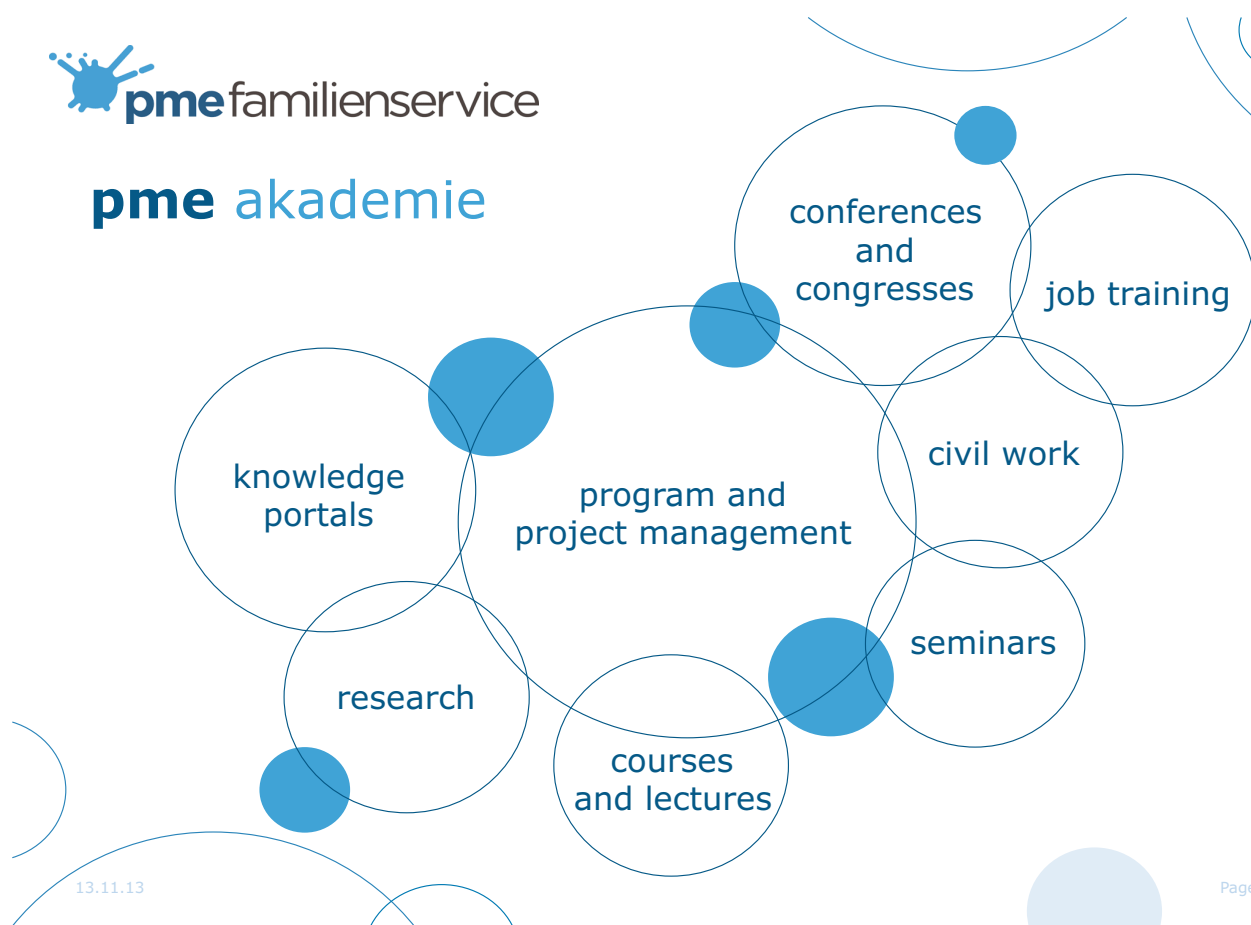 pmefamilienservice
pme akademie
conferences
and
congresses
job training
civil work
knowledge
portals
program and
project management
seminars
research
courses
and lectures
13.11.13
Page